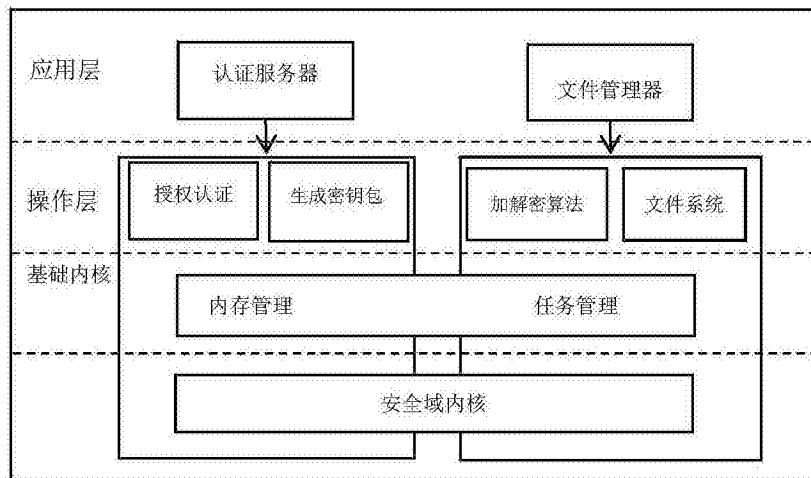 应用层
认证服务器
文件管理器
操作层
授权认证
生成密钥包
加解密算法
文件系统
基础内核
内存管理
任务管理
安全域内核